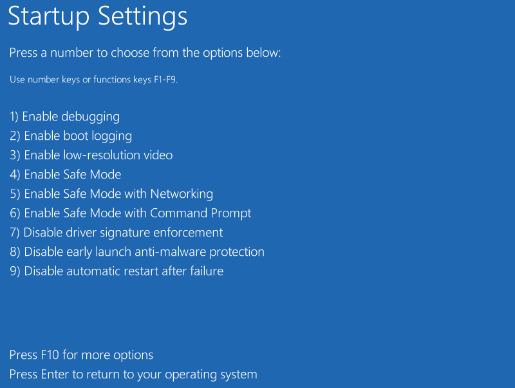 Startup Settings
Press a number to choose from the options below:
Use number keys or functions keys F1-F9.
1) Enable debugging
2) Enable boot logging
3) Enable low-resolution video
4) Enable Safe Mode
5) Enable Safe Mode with Networking
6) Enable Safe Mode with Command Prompt
7) Disable driver signature enforcement
8) Disable early launch anti-malware protection
9) Disable automatic restart after failure
Press F10 for more options
Press Enter to return to your operating system